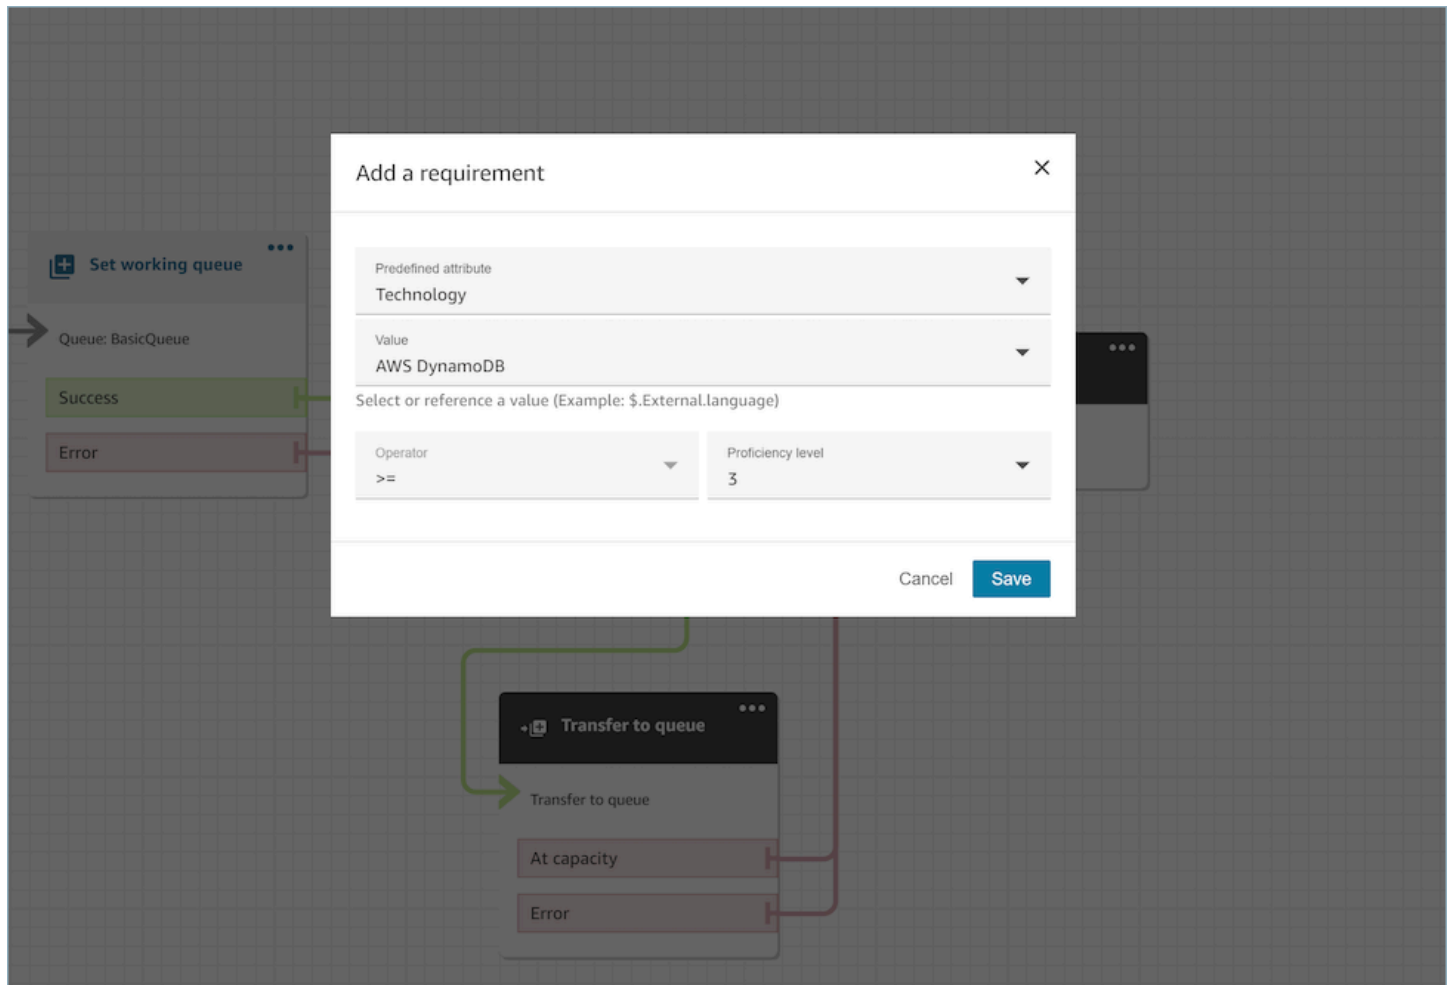 Add a requirement
Set working queue
Queue: BasicQueue
Success
Error
Predefined attribute
Technology
Value
AWS DynamoDB
Select or reference a value (Example: $.External.language)
Operator
>=
Proficiency level
3
Cancel
Save
Transfer to queue
Transfer to queue
At capacity
Error